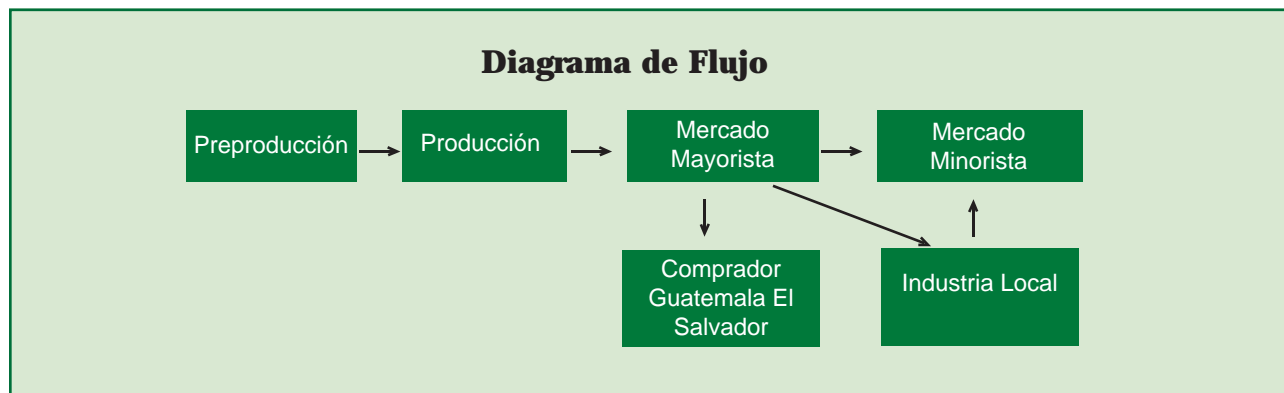 Diagrama de Flujo
Preproducción
Producción
Mercado
Mayorista
Mercado
Minorista
Comprador
Guatemala El
Salvador
Industria Local